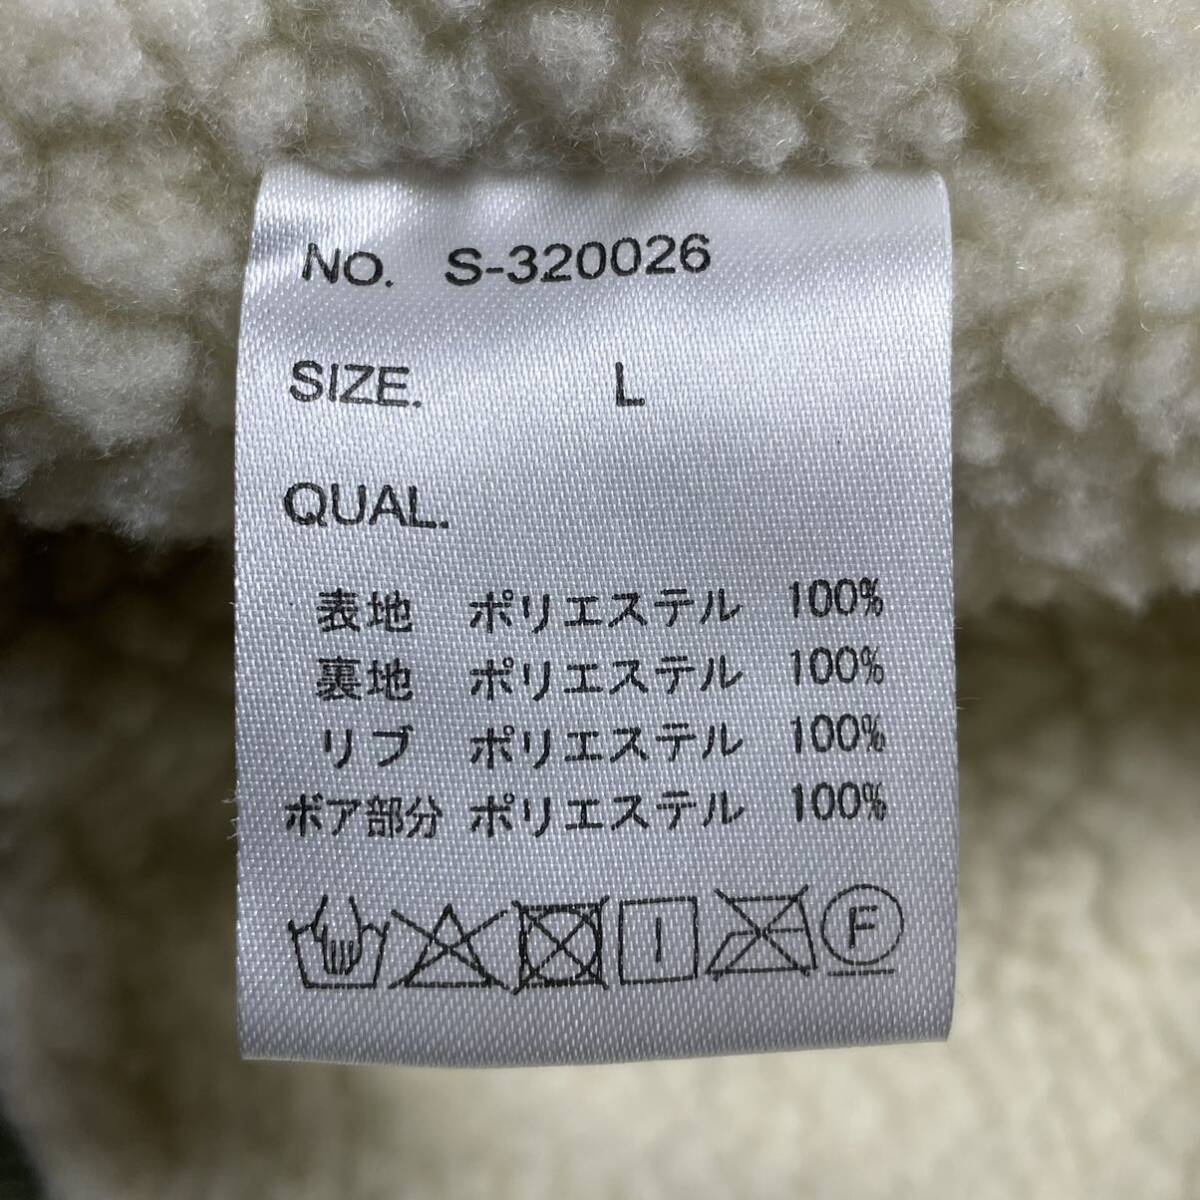 NO. S-320026
SIZE. L
QUAL.
表地 ポリエステル 100%
裏地 ポリエステル 100%
リブ ポリエステル 100%
ボア部分 ポリエステル 100%
F